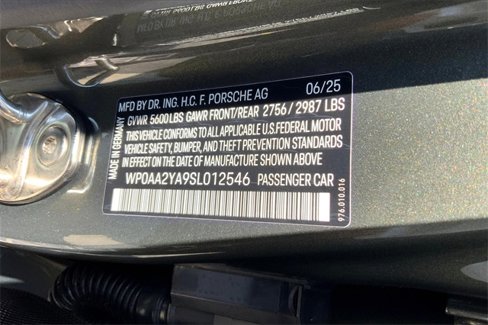 06/25
MFD BY DR. ING. H.C. F. PORSCHE AG
GVWR 5600LBS GAWR FRONT/REAR 2756/2987 LBS
THIS VEHICLE CONFORMS TO ALL APPLICABLE U.S. FEDERAL MOTOR
VEHICLE SAFETY, BUMPER, AND THEFT PREVENTION STANDARDS
IN EFFECT ON THE DATE OF MANUFACTURE SHOWN ABOVE
WP0AA2YA9SL012546 PASSENGER CAR
MADE IN GERMANY
976.010.016